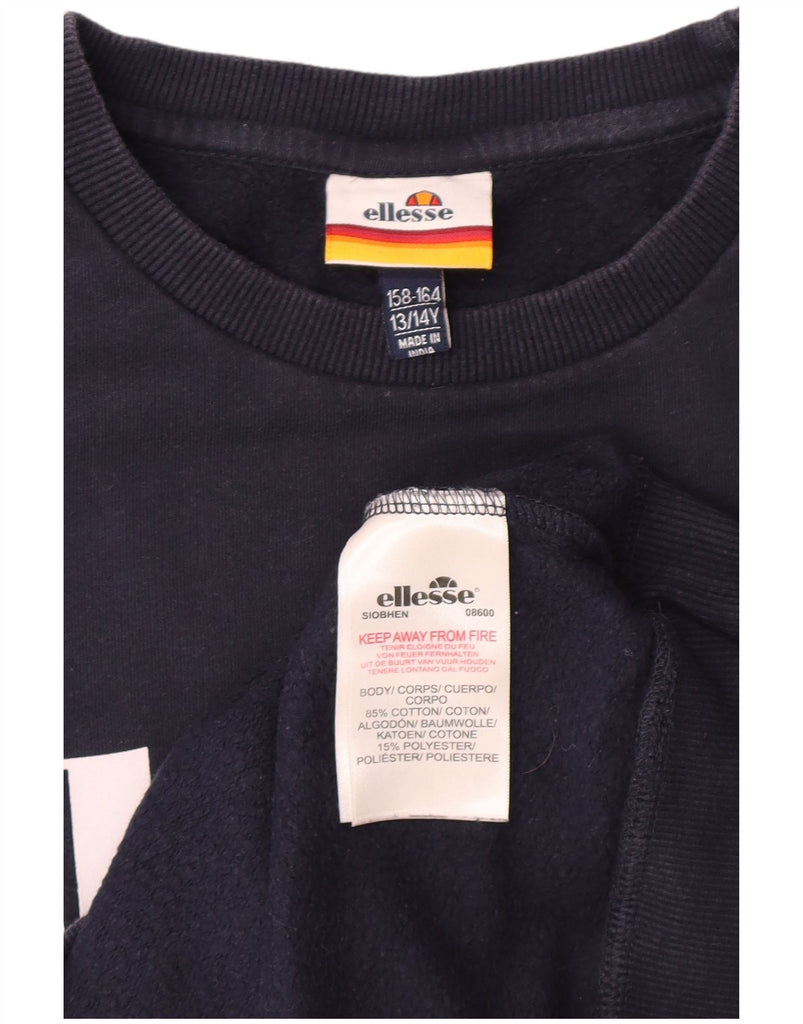 ellesse
158-164
13/14Y
MADE IN
INDIA
ellesse®
SIOBHEN 08600
KEEP AWAY FROM FIRE
TENIR ELOIGNE DU FEU
VON FEUER FERNHALTEN
UIT DE BUURT VAN VUUR HOUDEN
TENERE LONTANO DAL FUOCO
BODY/ CORPS/ CUERPO/
CORPO
85% COTTON/ COTON/
ALGODÓN/ BAUMWOLLE/
KATOEN/ COTONE
15% POLYESTER/
POLIÉSTER/ POLIESTERE